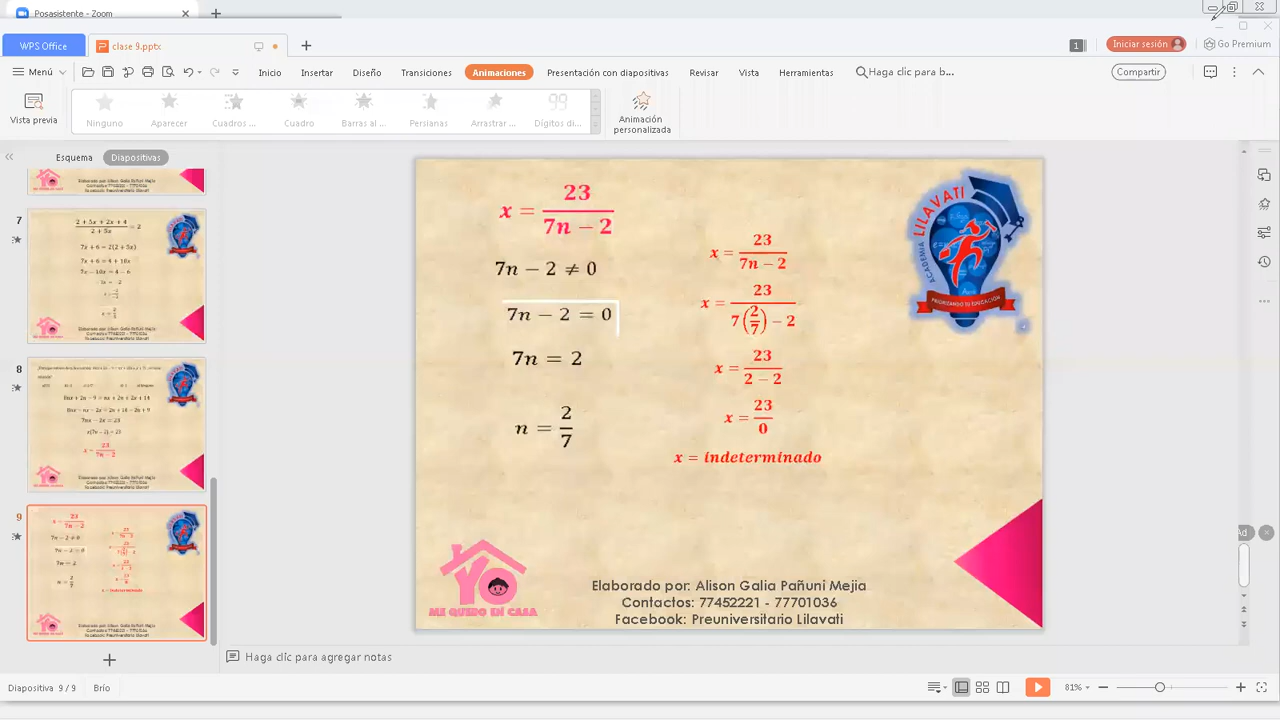 Posasistente - Zoom
WPS Office
clase 9.pptx
1
Iniciar sesión
Go Premium
Menú
Inicio
Insertar
Diseño
Transiciones
Animaciones
Presentación con diapositivas
Revisar
Vista
Herramientas
Haga clic para b...
Compartir
Vista previa
Ninguno
Aparecer
Cuadros ...
Cuadro
Barras al ...
Persianas
Arrastrar ...
Dígitos di...
Animación
personalizada
Esquema
Diapositivas
7
8
9
x = 23/(7n − 2)
7n − 2 ≠ 0
7n − 2 = 0
7n = 2
n = 2/7
x = 23/(7n − 2)
x = 23/(7(2/7) − 2)
x = 23/(2 − 2)
x = 23/0
x = indeterminado
ACADEMIA LILAVATI
PRIORIZANDO TU EDUCACIÓN
YO
ME QUEDO EN CASA
Elaborado por: Alison Galia Pañuni Mejia
Contactos: 77452221 - 77701036
Facebook: Preuniversitario Lilavati
Haga clic para agregar notas
Diapositiva 9 / 9
Brío
81%